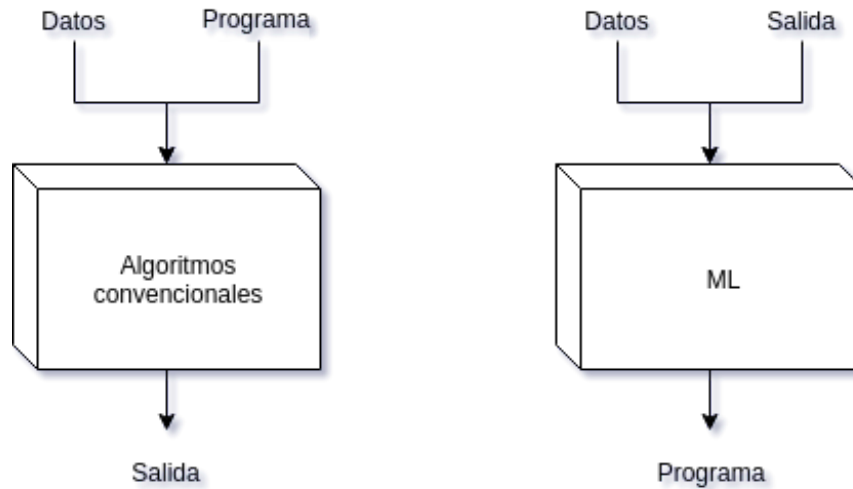 Datos
Programa
Algoritmos
convencionales
Salida
Datos
Salida
ML
Programa